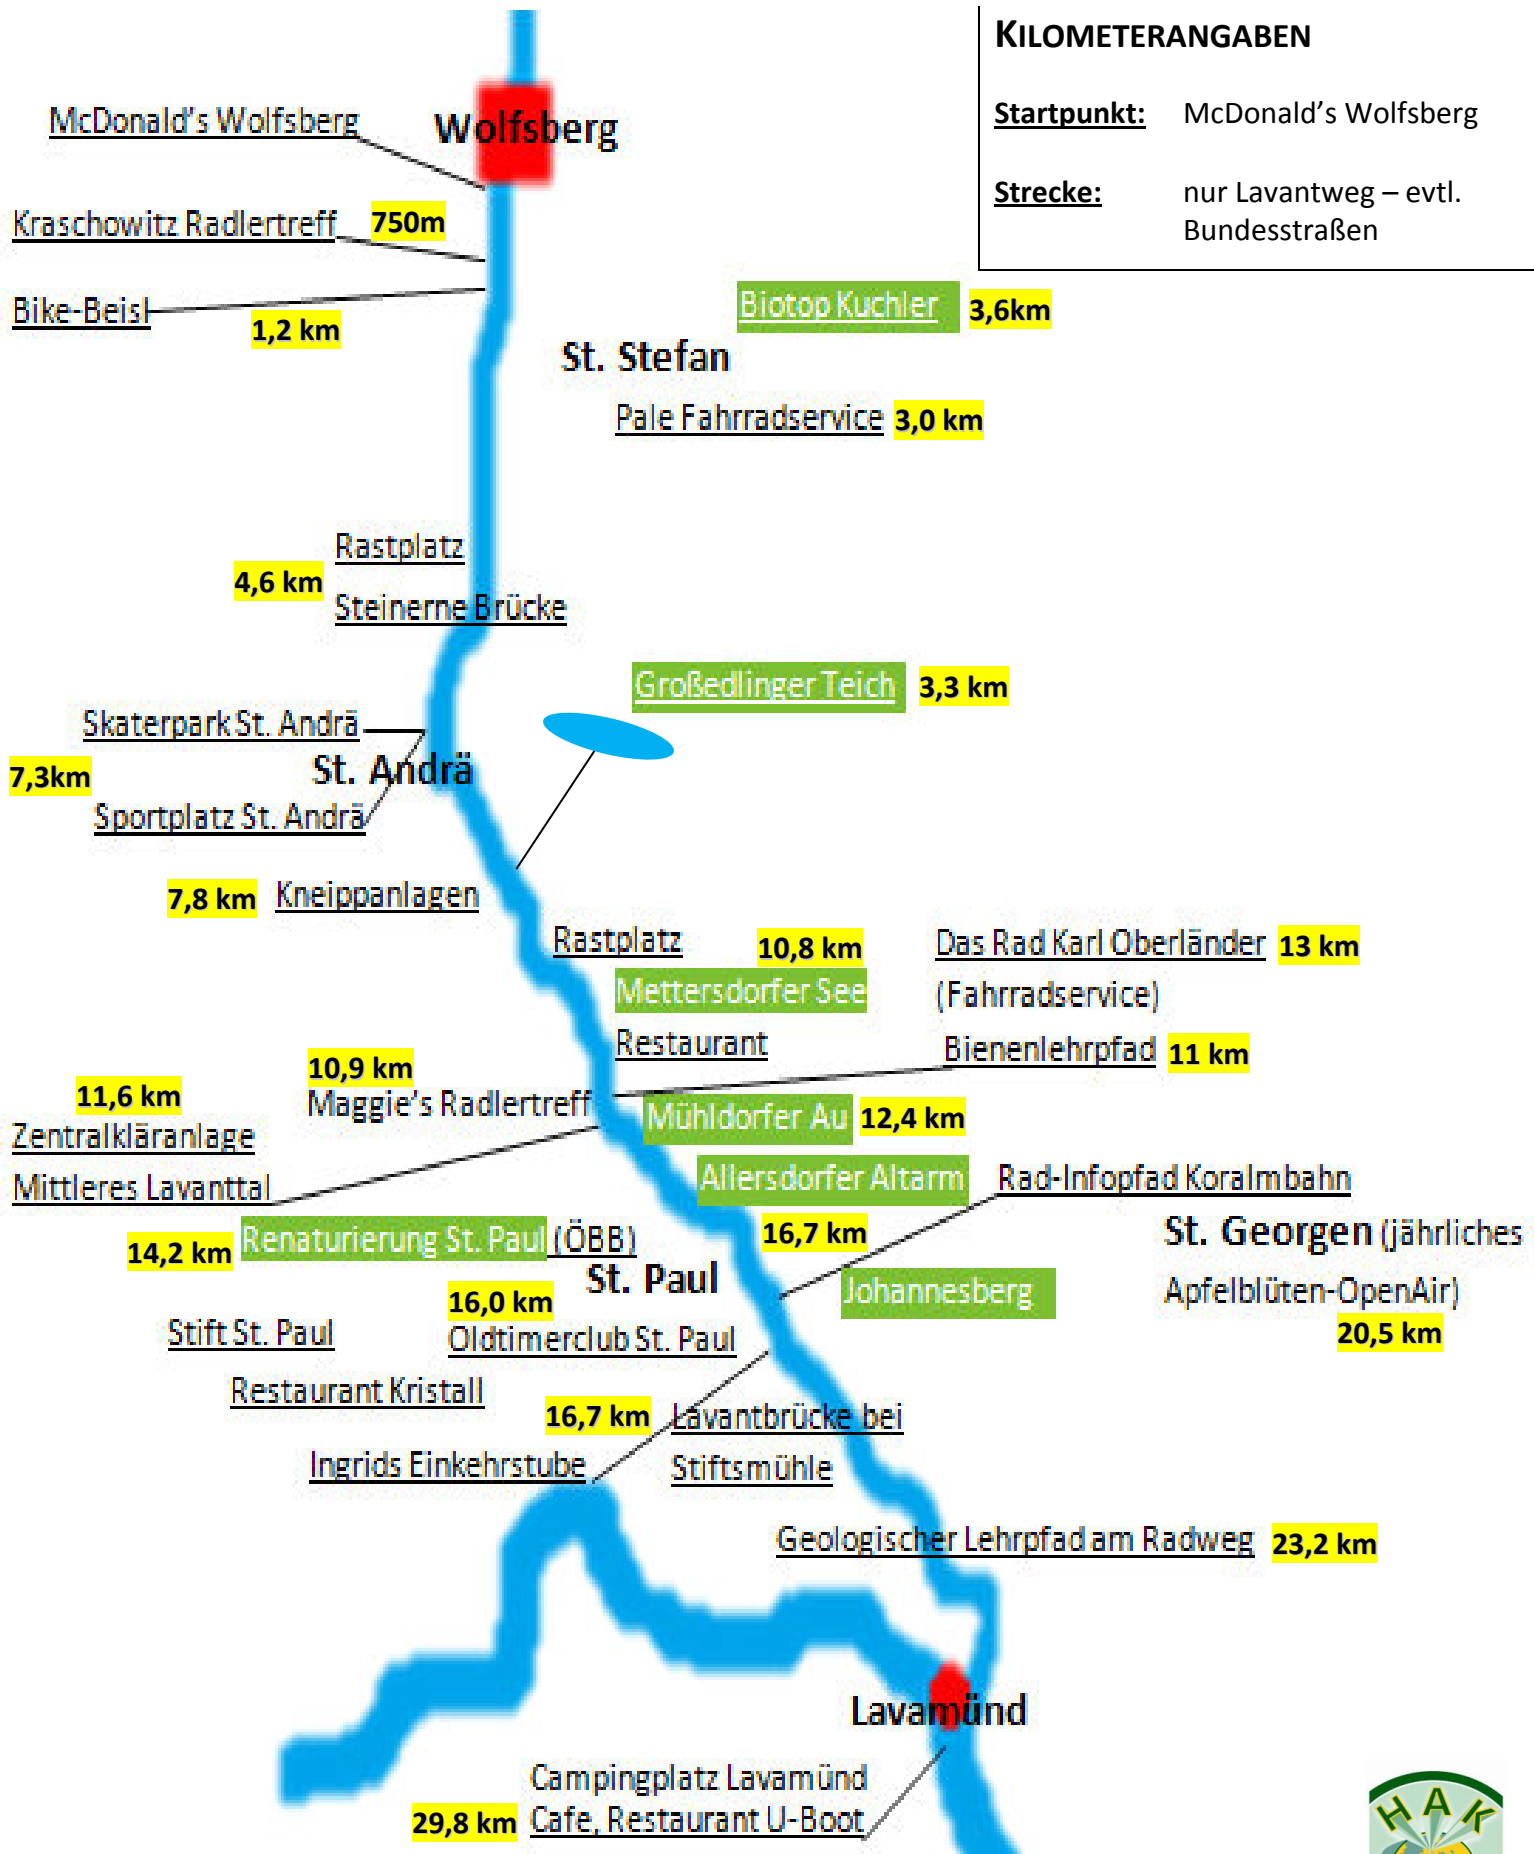 KILOMETERANGABEN
Startpunkt: McDonald's Wolfsberg
Strecke: nur Lavantweg – evtl.
Bundesstraßen
McDonald's Wolfsberg
Wolfsberg
Kraschowitz Radlertreff 750m
Bike-Beisl
1,2 km
Biotop Kuchler 3,6km
St. Stefan
Pale Fahrradservice 3,0 km
Rastplatz
4,6 km
Steinerne Brücke
Großedlinger Teich 3,3 km
Skaterpark St. Andrä
7,3km
St. Andrä
Sportplatz St. Andrä
7,8 km Kneippanlagen
Rastplatz 10,8 km
Mettersdorfer See
Restaurant
Das Rad Karl Oberländer 13 km
(Fahrradservice)
Bienenlehrpfad 11 km
10,9 km
Maggie's Radlertreff
11,6 km
Zentralkläranlage
Mittleres Lavanttal
Mühldorfer Au 12,4 km
Allersdorfer Altarm
16,7 km
Rad-Infopfad Koralmbahn
14,2 km Renaturierung St. Paul (ÖBB)
St. Paul
St. Georgen (jährliches
Apfelblüten-OpenAir)
20,5 km
Johannesberg
16,0 km
Oldtimerclub St. Paul
Stift St. Paul
Restaurant Kristall
16,7 km Lavantbrücke bei
Stiftsmühle
Ingrids Einkehrstube
Geologischer Lehrpfad am Radweg 23,2 km
Lavamünd
Campingplatz Lavamünd
29,8 km Cafe, Restaurant U-Boot
HAK